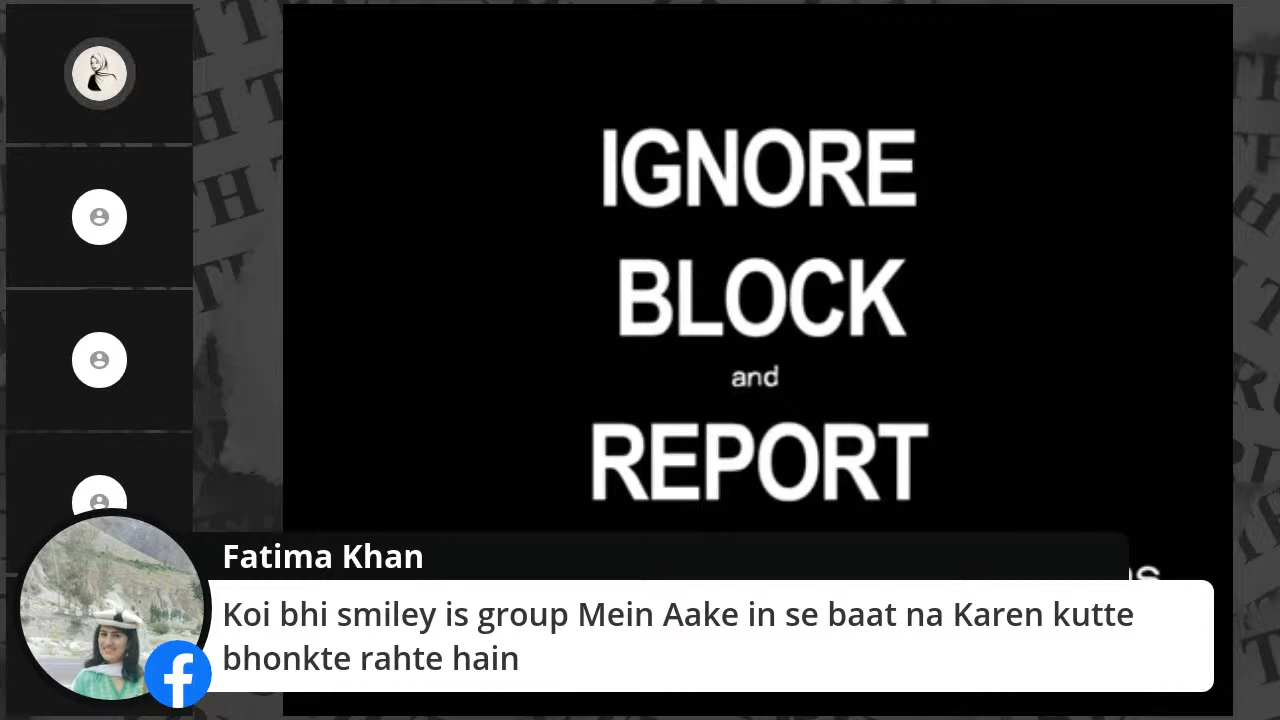 IGNORE
BLOCK
and
REPORT
Fatima Khan
Koi bhi smiley is group Mein Aake in se baat na Karen kutte
bhonkte rahte hain